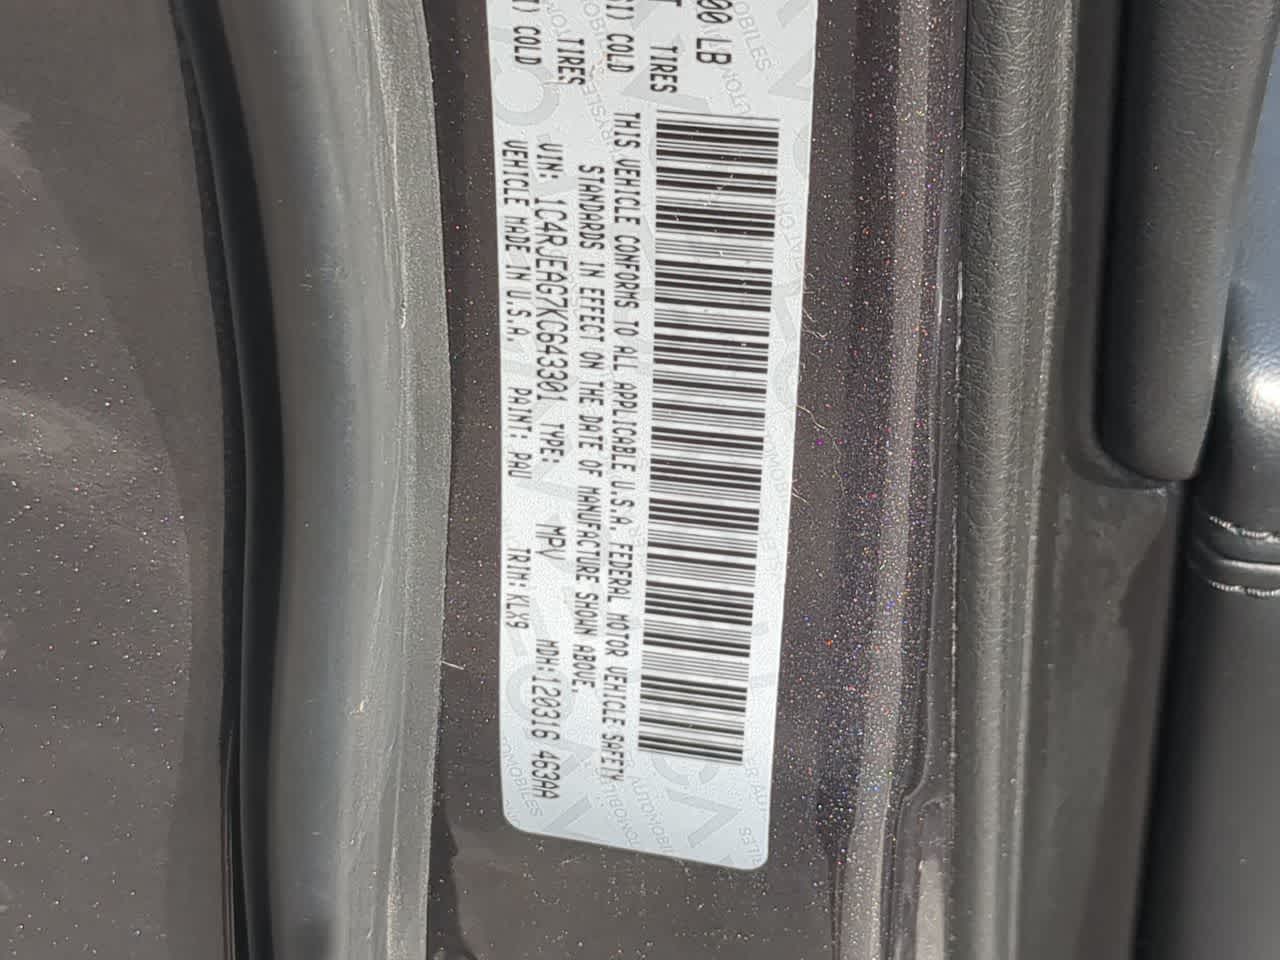 00 LB
T TIRES
SI) COLD
TIRES
COLD
THIS VEHICLE CONFORMS TO ALL APPLICABLE U.S.A. FEDERAL MOTOR VEHICLE SAFETY
STANDARDS IN EFFECT ON THE DATE OF MANUFACTURE SHOWN ABOVE.
VIN: 1C4RJEAG7KC643301 TYPE: MPV MDH:120316 463AA
VEHICLE MADE IN U.S.A. PAINT: PAU TRIM: KLX9